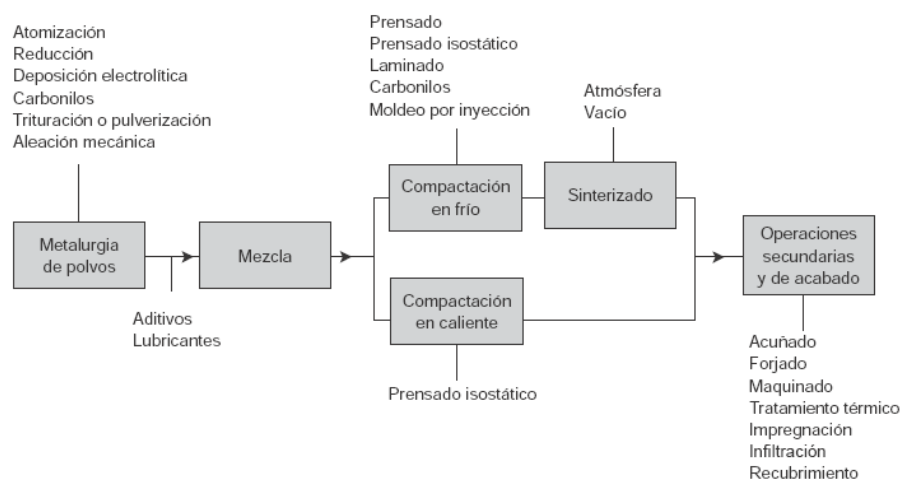 Atomización
Reducción
Deposición electrolítica
Carbonilos
Trituración o pulverización
Aleación mecánica
Metalurgia
de polvos
Aditivos
Lubricantes
Mezcla
Prensado
Prensado isostático
Laminado
Carbonilos
Moldeo por inyección
Compactación
en frío
Atmósfera
Vacío
Sinterizado
Compactación
en caliente
Prensado isostático
Operaciones
secundarias
y de acabado
Acuñado
Forjado
Maquinado
Tratamiento térmico
Impregnación
Infiltración
Recubrimiento